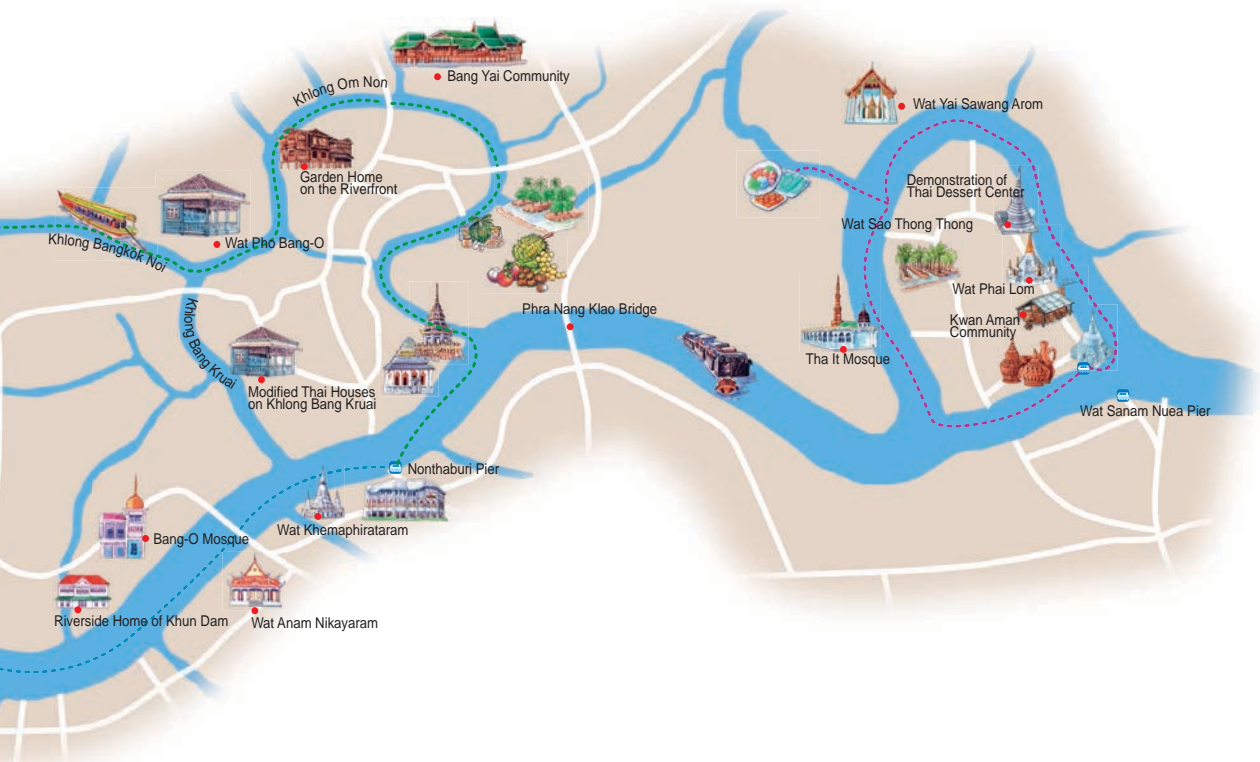 Bang Yai Community
Khlong Om Non
Wat Yai Sawang Arom
Garden Home
on the Riverfront
Demonstration of
Thai Dessert Center
Wat Sao Thong Thong
Wat Pho Bang-O
Khlong Bangkok Noi
Wat Phai Lom
Phra Nang Klao Bridge
Kwan Aman
Community
Khlong Bang Kruai
Tha It Mosque
Modified Thai Houses
on Khlong Bang Kruai
Wat Sanam Nuea Pier
Nonthaburi Pier
Wat Khemaphirataram
Bang-O Mosque
Riverside Home of Khun Dam
Wat Anam Nikayaram